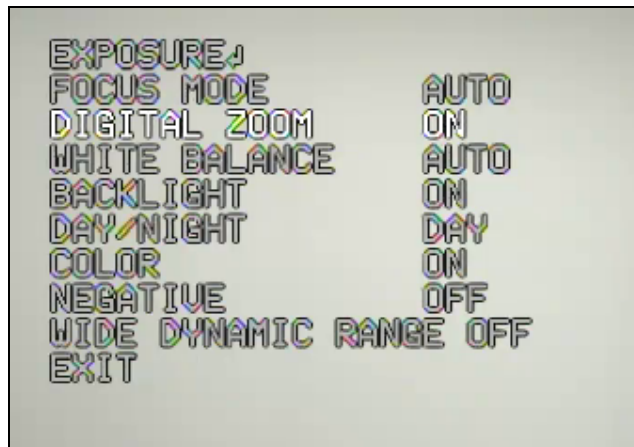 EXPOSURE↲
FOCUS MODE AUTO
DIGITAL ZOOM ON
WHITE BALANCE AUTO
BACKLIGHT ON
DAY/NIGHT DAY
COLOR ON
NEGATIVE OFF
WIDE DYNAMIC RANGE OFF
EXIT